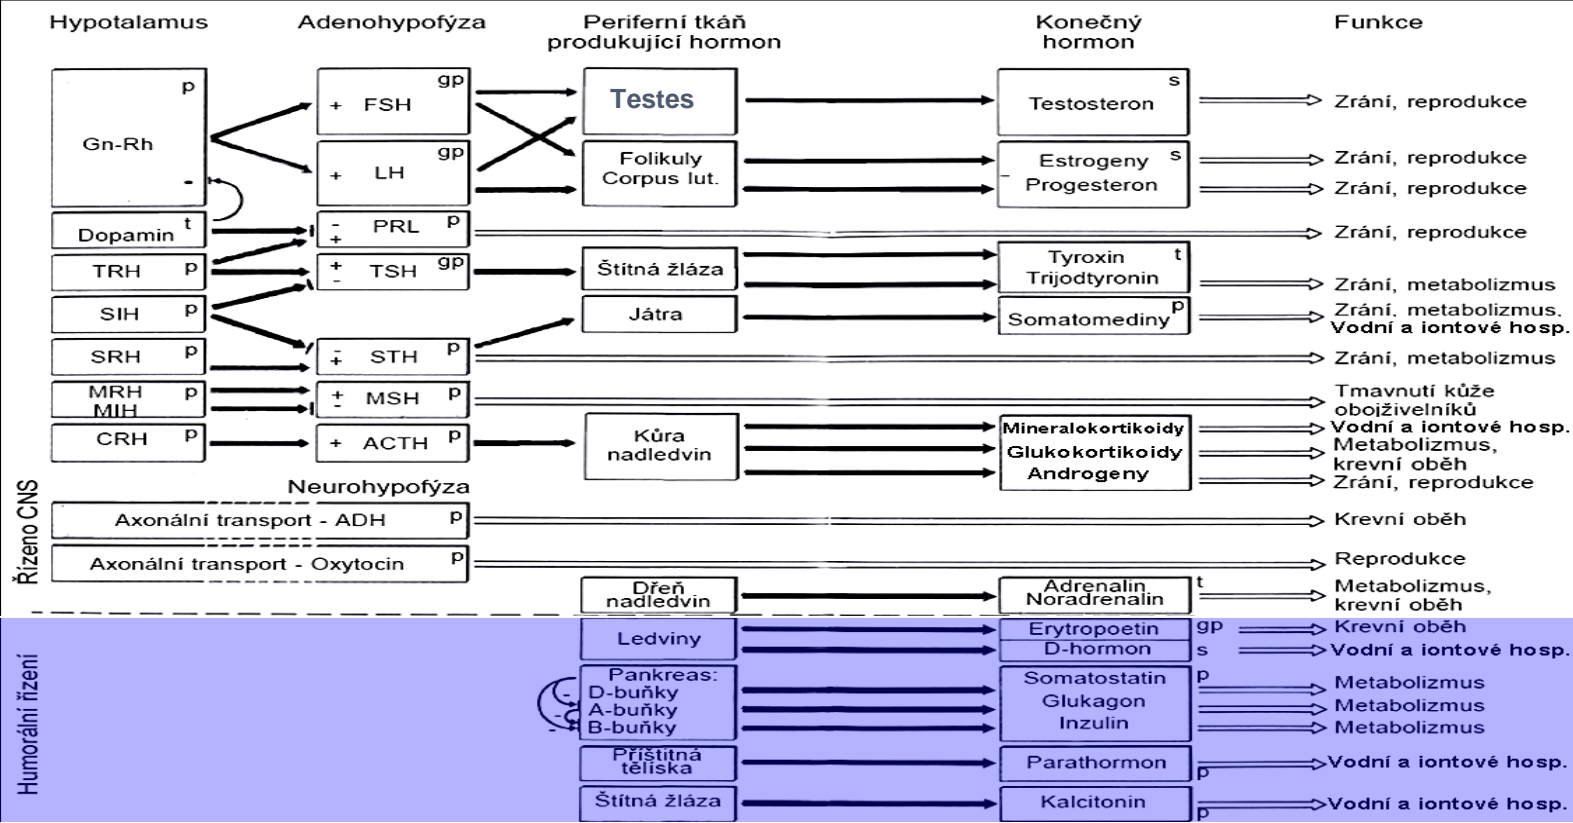 Hypotalamus
Adenohypofýza
Periferní tkáň
produkující hormon
Konečný
hormon
Funkce
Gn-Rh
p
-
+ FSH gp
+ LH gp
Testes
Folikuly
Corpus lut.
Testosteron s
Estrogeny s
- Progesteron
Zrání, reprodukce
Zrání, reprodukce
Zrání, reprodukce
Dopamin t
-
+ PRL p
Zrání, reprodukce
TRH p
+
- TSH gp
Štítná žláza
Tyroxin t
Trijodtyronin
Zrání, metabolizmus
SIH p
Játra
Somatomediny p
Zrání, metabolizmus.
Vodní a iontové hosp.
SRH p
-
+ STH p
Zrání, metabolizmus
MRH p
MIH
+
- MSH p
Tmavnutí kůže
obojživelníků
CRH p
+ ACTH p
Kůra
nadledvin
Mineralokortikoidy
Glukokortikoidy
Androgeny
Vodní a iontové hosp.
Metabolizmus,
krevní oběh
Zrání, reprodukce
Neurohypofýza
Axonální transport - ADH p
Krevní oběh
Axonální transport - Oxytocin p
Reprodukce
Řízeno CNS
Dřeň
nadledvin
Adrenalin t
Noradrenalin
Metabolizmus,
krevní oběh
Humorální řízení
Ledviny
Erytropoetin gp
D-hormon s
Krevní oběh
Vodní a iontové hosp.
Pankreas:
- D-buňky
- A-buňky
- B-buňky
Somatostatin p
Glukagon
Inzulin
Metabolizmus
Metabolizmus
Metabolizmus
Příštitná
tělíska
Parathormon p
Vodní a iontové hosp.
Štítná žláza
Kalcitonin p
Vodní a iontové hosp.